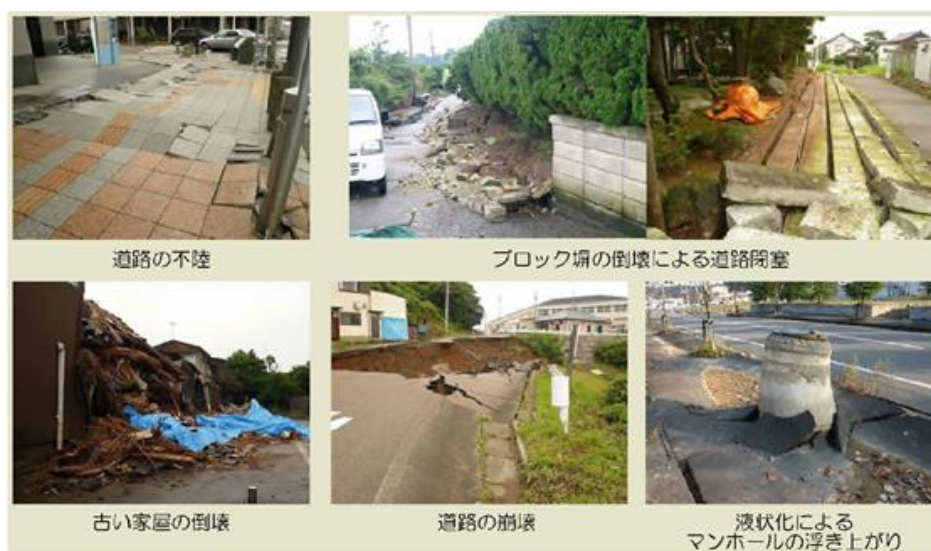 道路の不陸
ブロック塀の倒壊による道路閉塞
古い家屋の倒壊
道路の崩壊
液状化による
マンホールの浮き上がり